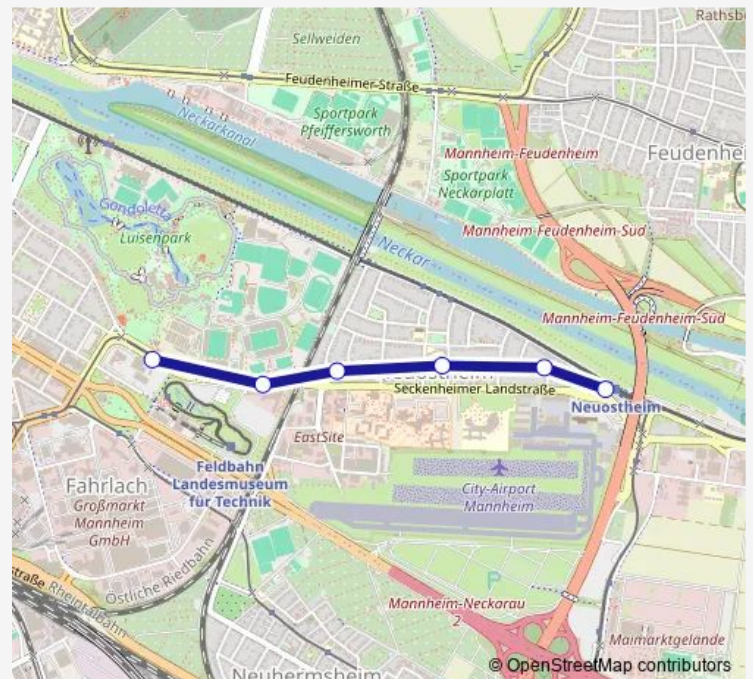 Rathsb
Sellweiden
Feudenheimer-Straße
Neckarkanal
Sportpark
Pfeiffersworth
Mannheim-Feudenheim
Feudenhei
Sportpark
Neckarplatt
Gondoletta
Luisenpark
Mannheim-Feudenheim-Süd
Neckar
Mannheim-Feudenheim-Süd
Seckenheimer Landstraße
Neuostheim
EastSite
Feldbahn
Landesmuseum
für Technik
City-Airport
Mannheim
Fahrlach
Großmarkt
Mannheim
GmbH
Östliche Riedbahn
straße
Rheintalbahn
P
Mannheim-Neckarau
2
Maimarktgelände
Neuhermsheim
© OpenStreetMap contributors